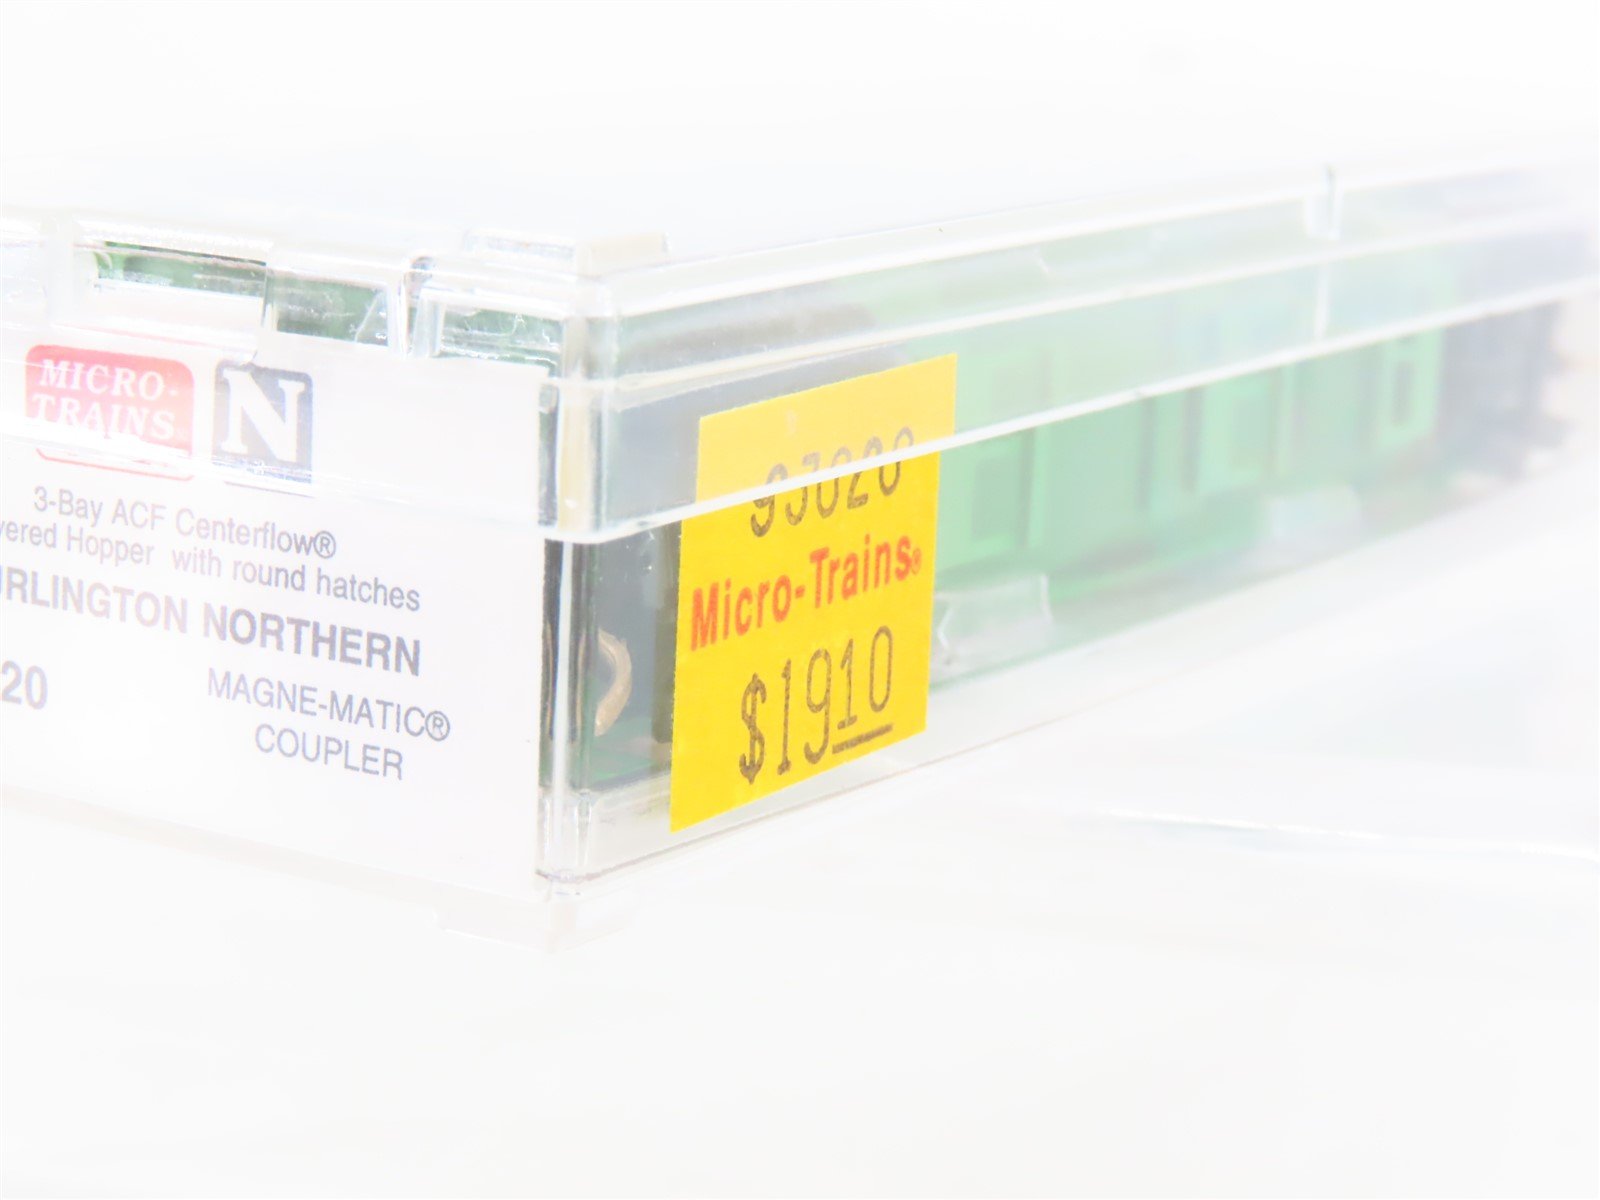 MICRO-
TRAINS
N
3-Bay ACF Centerflow®
vered Hopper with round hatches
RLINGTON NORTHERN
20
MAGNE-MATIC®
COUPLER
Micro-Trains®
$1910